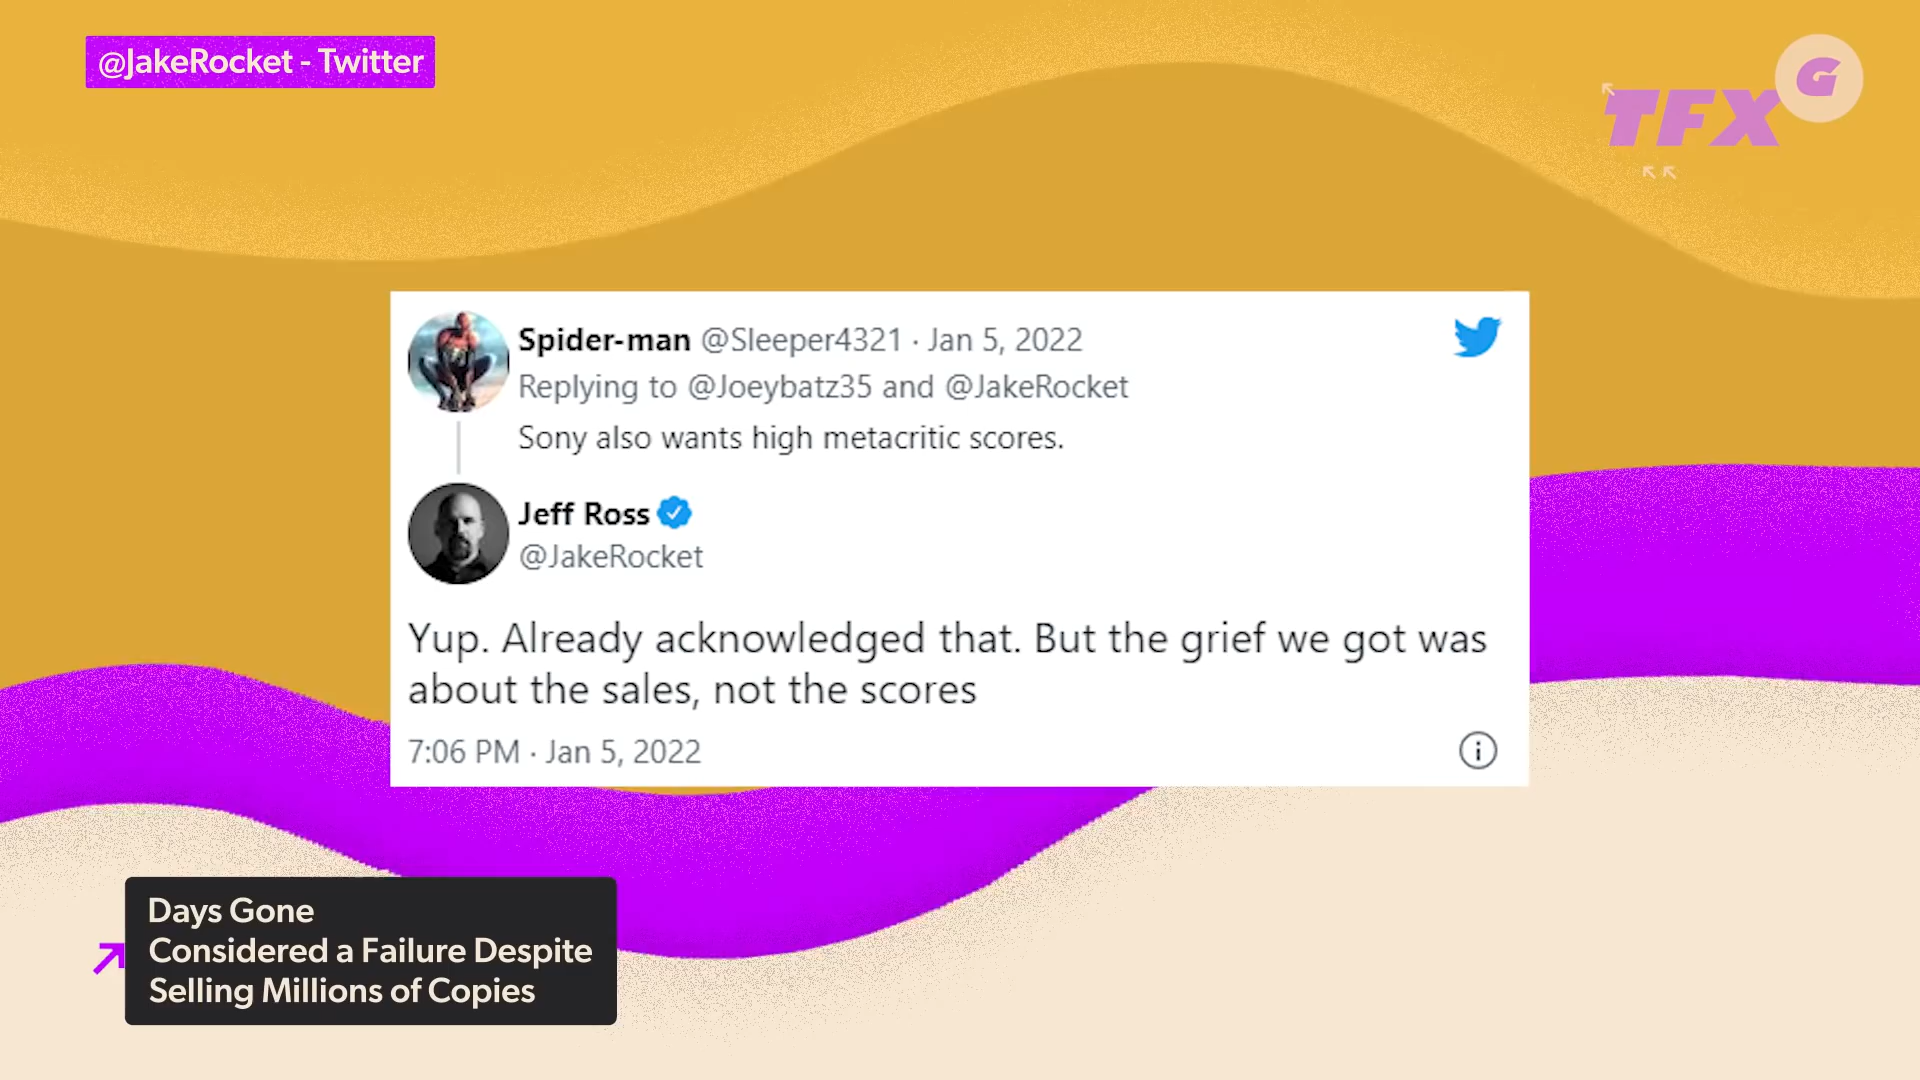 @JakeRocket - Twitter
TFX
G
Spider-man @Sleeper4321 · Jan 5, 2022
Replying to @Joeybatz35 and @JakeRocket
Sony also wants high metacritic scores.
Jeff Ross
@JakeRocket
Yup. Already acknowledged that. But the grief we got was
about the sales, not the scores
7:06 PM · Jan 5, 2022
Days Gone
Considered a Failure Despite
Selling Millions of Copies